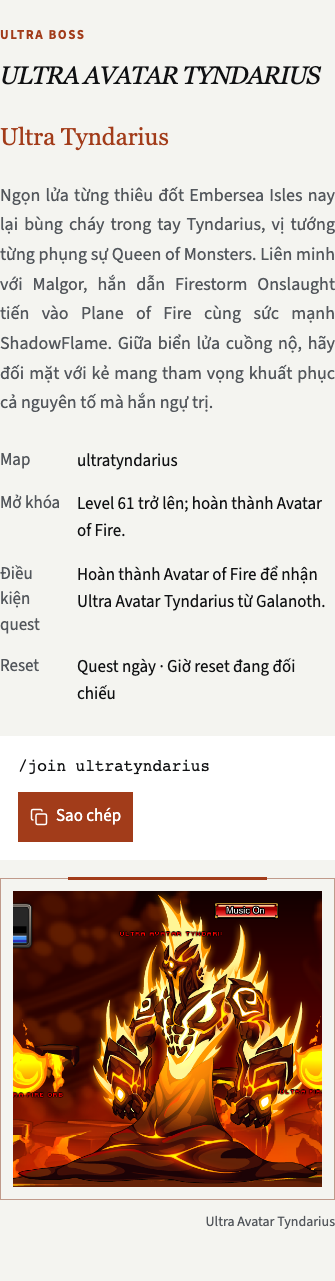 ULTRA BOSS
ULTRA AVATAR TYNDARIUS
Ultra Tyndarius
Ngọn lửa từng thiêu đốt Embersea Isles nay
lại bùng cháy trong tay Tyndarius, vị tướng
từng phụng sự Queen of Monsters. Liên minh
với Malgor, hắn dẫn Firestorm Onslaught
tiến vào Plane of Fire cùng sức mạnh
ShadowFlame. Giữa biển lửa cuồng nộ, hãy
đối mặt với kẻ mang tham vọng khuất phục
cả nguyên tố mà hắn ngự trị.
Map
ultratyndarius
Mở khóa
Level 61 trở lên; hoàn thành Avatar
of Fire.
Điều
kiện
quest
Hoàn thành Avatar of Fire để nhận
Ultra Avatar Tyndarius từ Galanoth.
Reset
Quest ngày · Giờ reset đang đối
chiếu
/join ultratyndarius
Sao chép
Music On
ULTRA AVATAR TYNDARI
Ultra Avatar Tyndarius